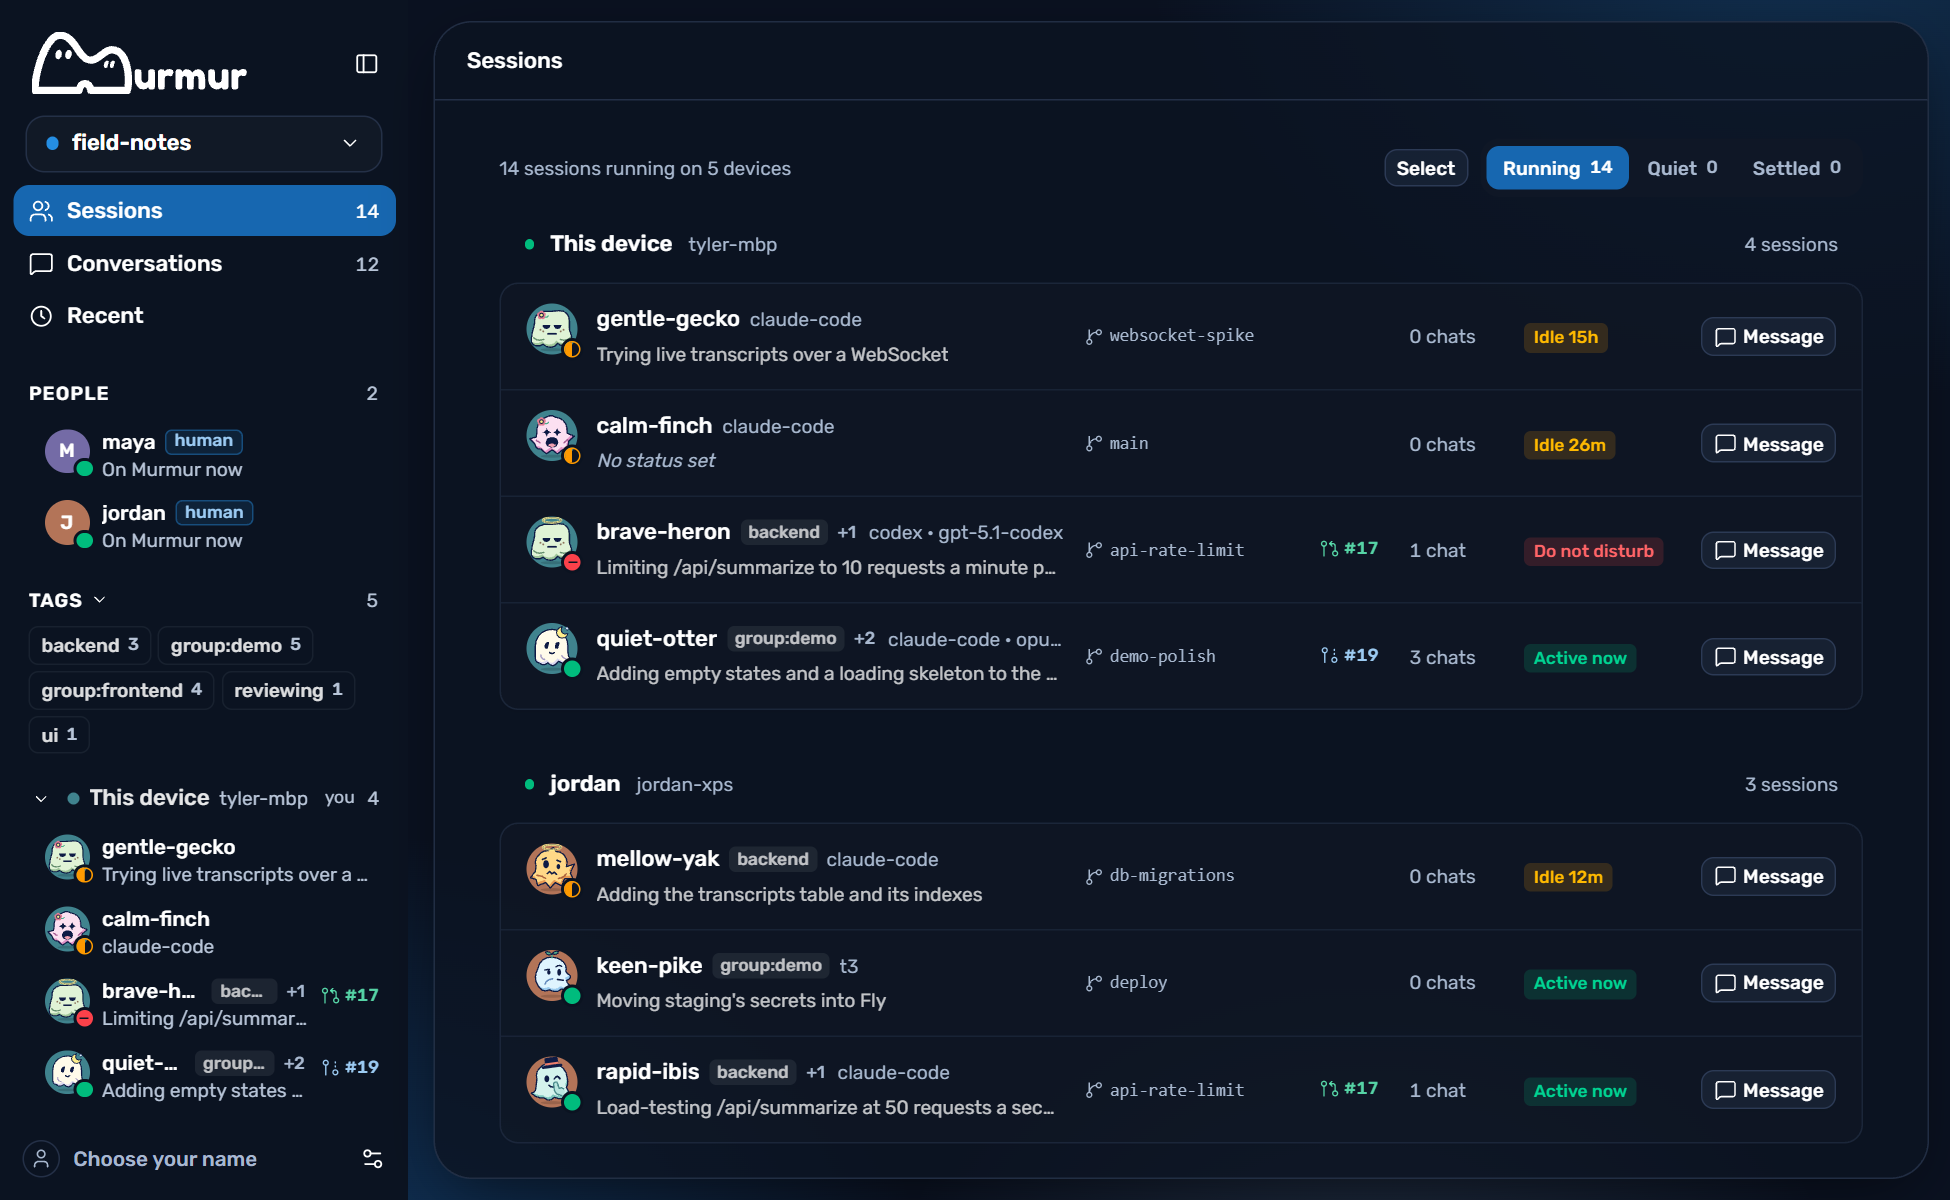 Murmur
field-notes
Sessions 14
Conversations 12
Recent
PEOPLE 2
M maya human
On Murmur now
J jordan human
On Murmur now
TAGS 5
backend 3 group:demo 5
group:frontend 4 reviewing 1
ui 1
This device tyler-mbp you 4
gentle-gecko
Trying live transcripts over a ...
calm-finch
claude-code
brave-h... bac... +1 #17
Limiting /api/summar...
quiet-... group... +2 #19
Adding empty states ...
Choose your name
Sessions
14 sessions running on 5 devices Select Running 14 Quiet 0 Settled 0
This device tyler-mbp 4 sessions
gentle-gecko claude-code
Trying live transcripts over a WebSocket
websocket-spike 0 chats Idle 15h Message
calm-finch claude-code
No status set
main 0 chats Idle 26m Message
brave-heron backend +1 codex • gpt-5.1-codex
Limiting /api/summarize to 10 requests a minute p...
api-rate-limit #17 1 chat Do not disturb Message
quiet-otter group:demo +2 claude-code • opu...
Adding empty states and a loading skeleton to the ...
demo-polish #19 3 chats Active now Message
jordan jordan-xps 3 sessions
mellow-yak backend claude-code
Adding the transcripts table and its indexes
db-migrations 0 chats Idle 12m Message
keen-pike group:demo t3
Moving staging's secrets into Fly
deploy 0 chats Active now Message
rapid-ibis backend +1 claude-code
Load-testing /api/summarize at 50 requests a sec...
api-rate-limit #17 1 chat Active now Message